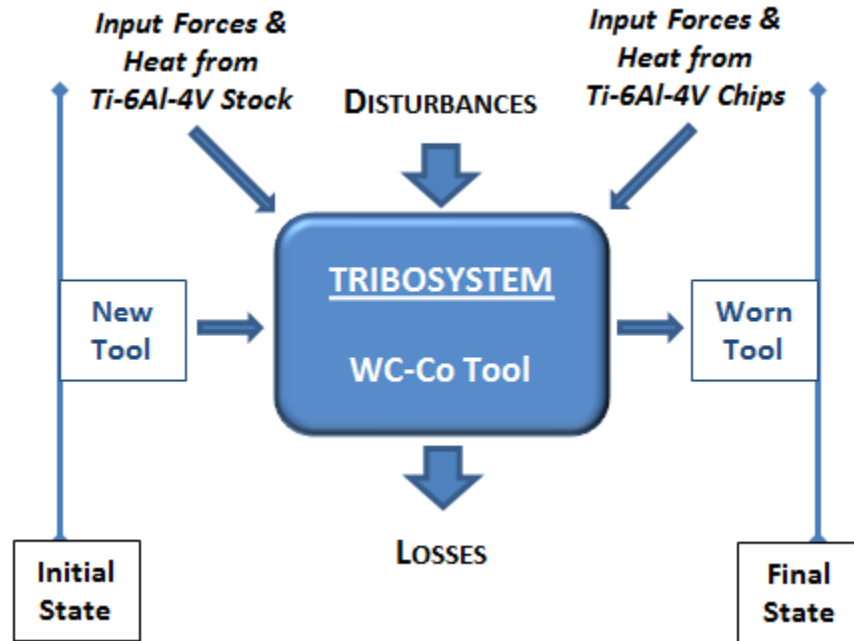 Input Forces &
Heat from
Ti-6Al-4V Stock
DISTURBANCES
Input Forces &
Heat from
Ti-6Al-4V Chips
New
Tool
TRIBOSYSTEM
WC-Co Tool
Worn
Tool
LOSSES
Initial
State
Final
State